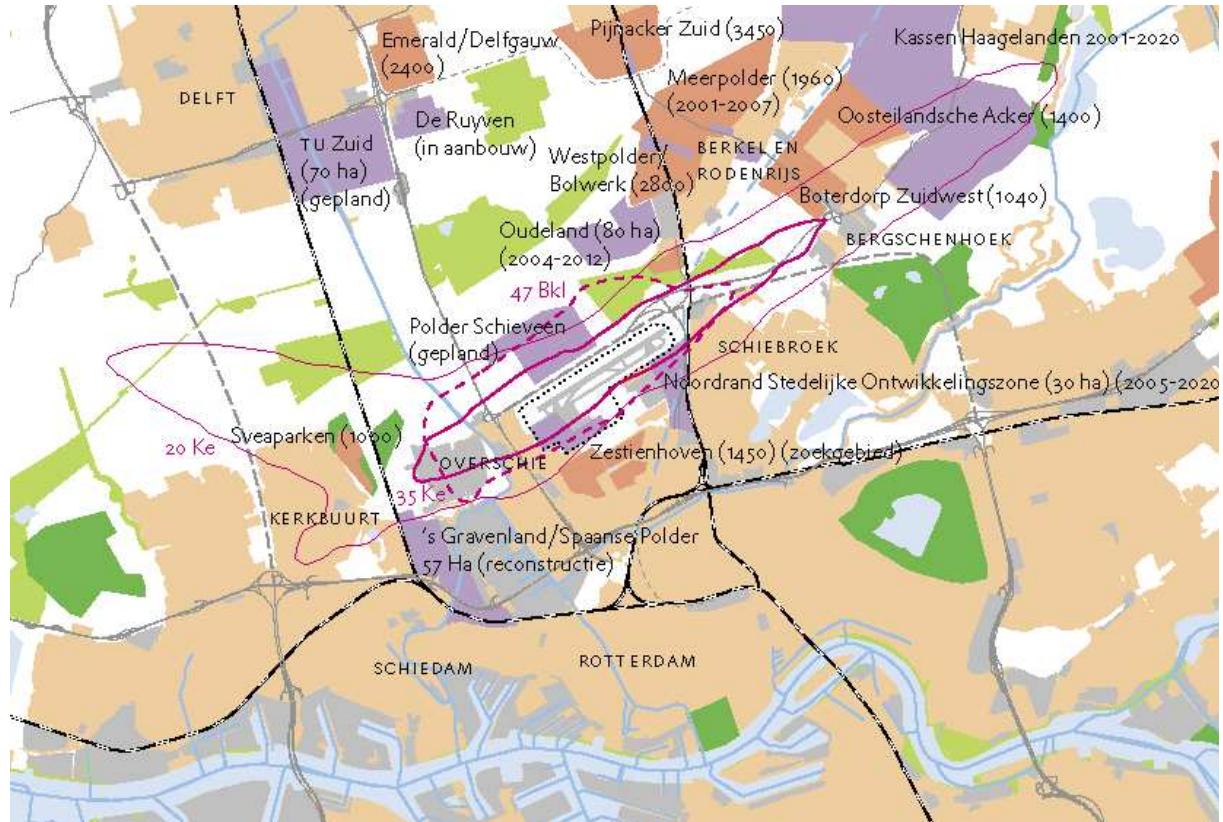 Pijnacker Zuid (3450)
Emerald/Delfgauw
(2400)
Kassen Haagelanden 2001-2020
Meerpolder (1960)
(2001-2007)
DELFT
De Ruyven
(in aanbouw)
Oosteilandsche Acker (1400)
TU Zuid
(70 ha)
(gepland)
BERKEL EN
RODENRIJS
Westpolder/
Bolwerk (2800)
Boterdorp Zuidwest (1040)
Oudeland (80 ha)
(2004-2012)
BERGSCHENHOEK
47 Bkl
Polder Schieveen
(gepland)
SCHIEBROEK
Noordrand Stedelijke Ontwikkelingszone (30 ha) (2005-2020
Sveaparken (1000)
20 Ke
Zestienhoven (1450) (zoekgebied)
OVERSCHIE
35 Ke
KERKBUURT
's Gravenland/Spaanse Polder
57 Ha (reconstructie)
SCHIEDAM
ROTTERDAM